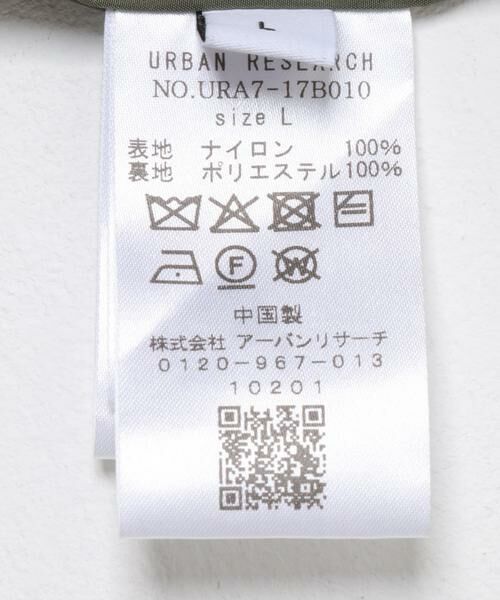 L
URBAN RESEARCH
NO.URA7-17B010
size L
表地 ナイロン 100%
裏地 ポリエステル100%
F W
中国製
株式会社 アーバンリサーチ
0120-967-013
10201